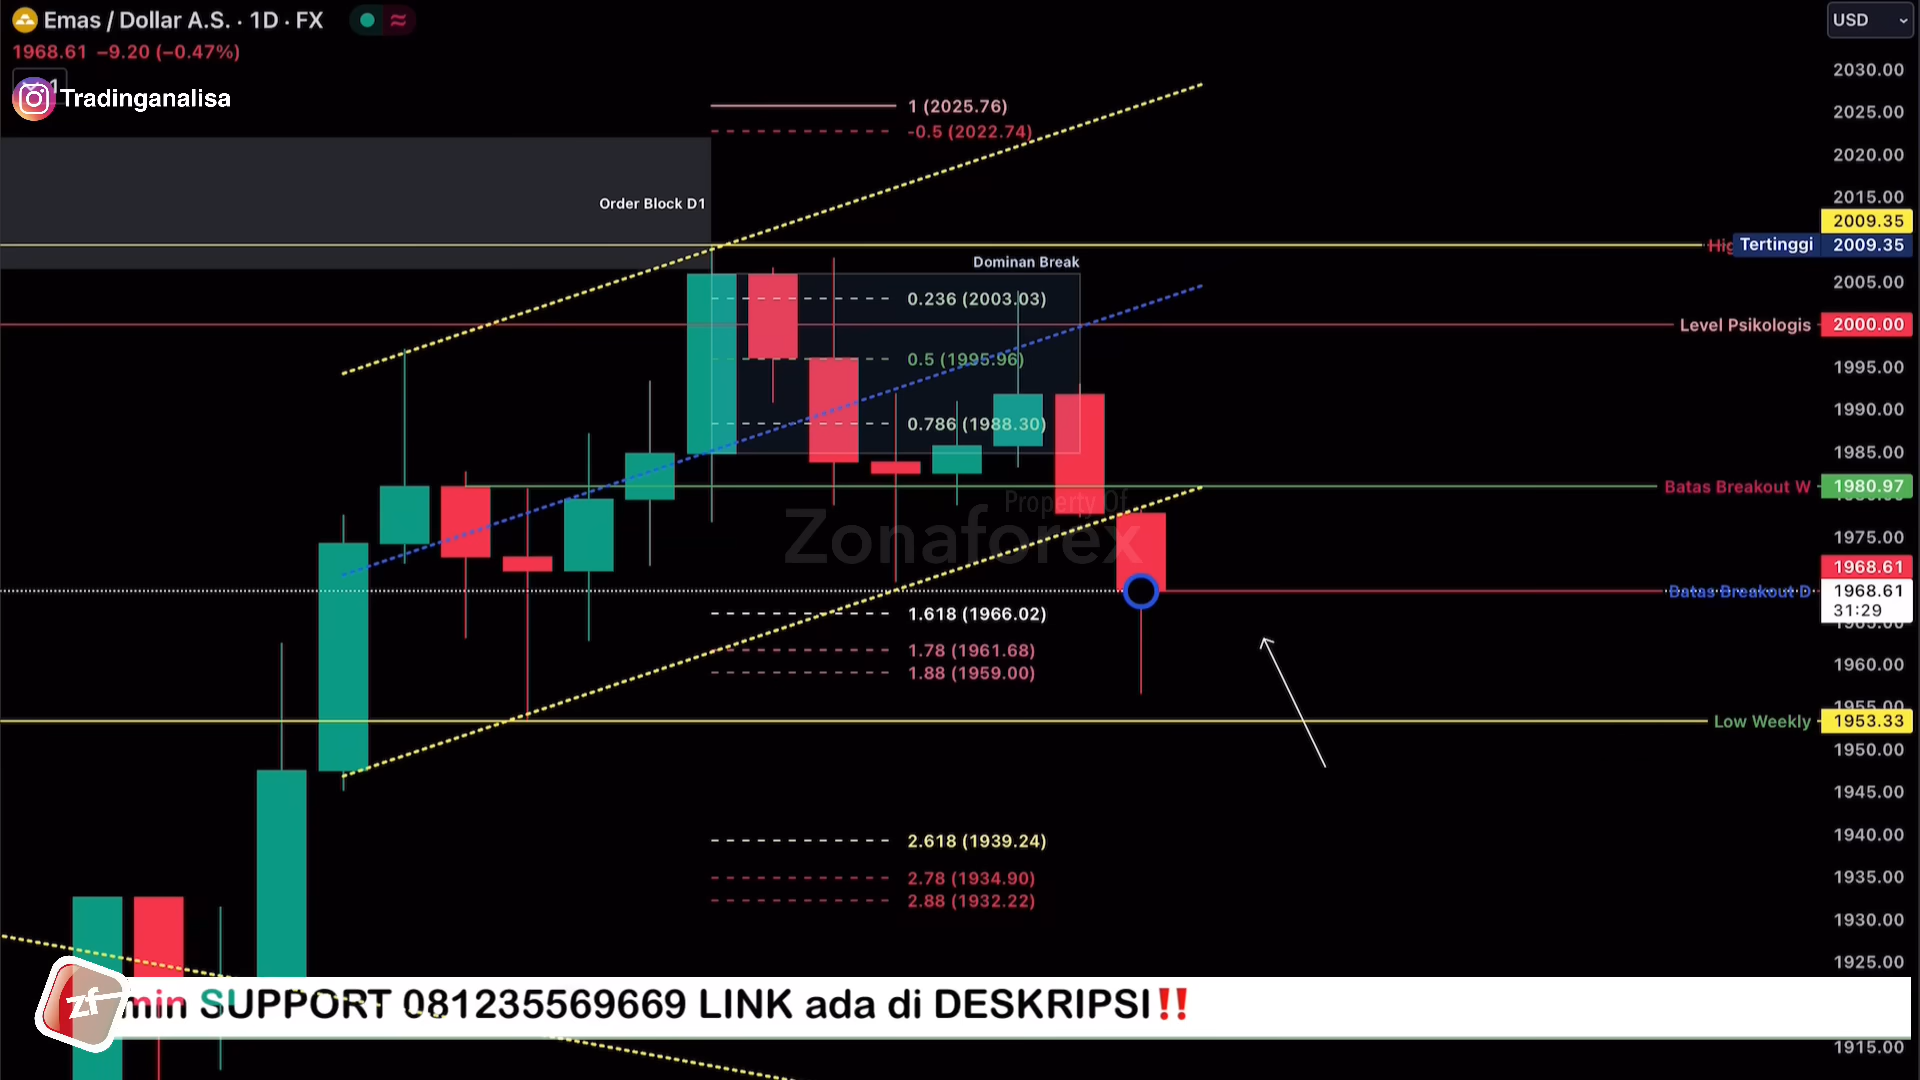 Emas / Dollar A.S. · 1D · FX
USD
1968.61 −9.20 (−0.47%)
Tradinganalisa
2030.00
2025.00
2020.00
2015.00
2009.35
Tertinggi 2009.35
2005.00
Level Psikologis 2000.00
1995.00
1990.00
1985.00
Batas Breakout W 1980.97
1975.00
1968.61
Batas Breakout D 1968.61
31:29
1960.00
Low Weekly 1953.33
1950.00
1945.00
1940.00
1935.00
1930.00
1925.00
1915.00
1 (2025.76)
-0.5 (2022.74)
Order Block D1
Dominan Break
0.236 (2003.03)
0.5 (1995.96)
0.786 (1988.30)
Property Of
Zonaforex
1.618 (1966.02)
1.78 (1961.68)
1.88 (1959.00)
2.618 (1939.24)
2.78 (1934.90)
2.88 (1932.22)
zf
SUPPORT 081235569669 LINK ada di DESKRIPSI‼️